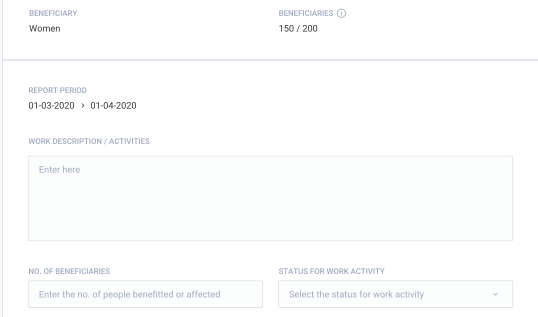 BENEFICIARY
BENEFICIARIES
Women
150 / 200
REPORT PERIOD
01-03-2020 › 01-04-2020
WORK DESCRIPTION / ACTIVITIES
Enter here
NO. OF BENEFICIARIES
STATUS FOR WORK ACTIVITY
Enter the no. of people benefitted or affected
Select the status for work activity